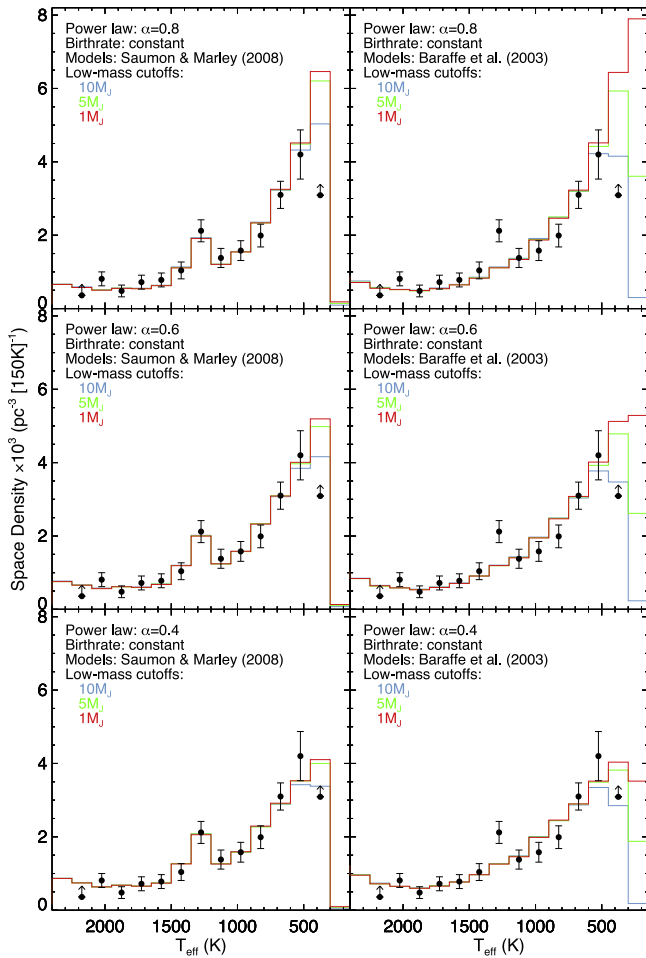 Power law: α=0.8
Birthrate: constant
Models: Saumon & Marley (2008)
Low-mass cutoffs:
10MJ
5MJ
1MJ
Power law: α=0.8
Birthrate: constant
Models: Baraffe et al. (2003)
Low-mass cutoffs:
10MJ
5MJ
1MJ
8
6
4
2
0
Power law: α=0.6
Birthrate: constant
Models: Saumon & Marley (2008)
Low-mass cutoffs:
10MJ
5MJ
1MJ
Power law: α=0.6
Birthrate: constant
Models: Baraffe et al. (2003)
Low-mass cutoffs:
10MJ
5MJ
1MJ
8
6
4
2
0
Space Density ×10³ (pc⁻³ [150K]⁻¹)
Power law: α=0.4
Birthrate: constant
Models: Saumon & Marley (2008)
Low-mass cutoffs:
10MJ
5MJ
1MJ
Power law: α=0.4
Birthrate: constant
Models: Baraffe et al. (2003)
Low-mass cutoffs:
10MJ
5MJ
1MJ
8
6
4
2
0
2000 1500 1000 500
2000 1500 1000 500
Teff (K)
Teff (K)